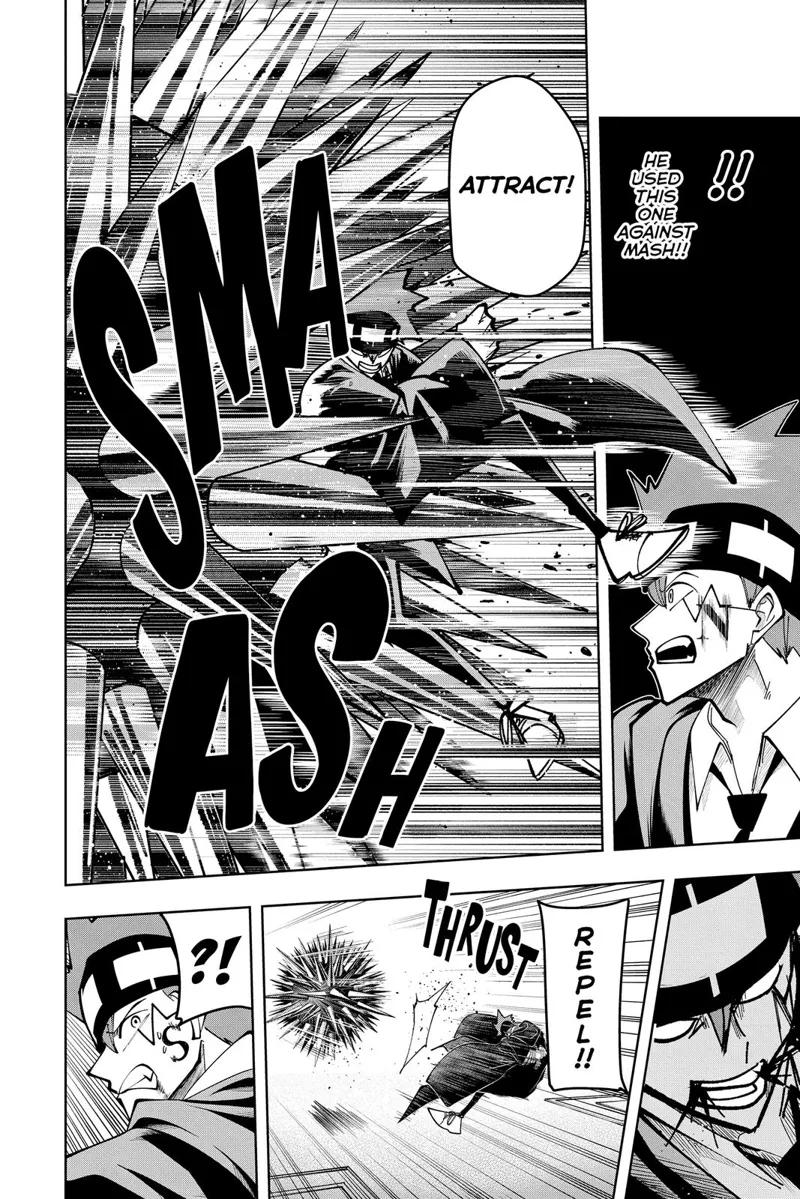 !!
HE
USED
THIS
ONE
AGAINST
MASH!!
ATTRACT!
SMA
ASH
REPEL!!
THRUST
?!
S